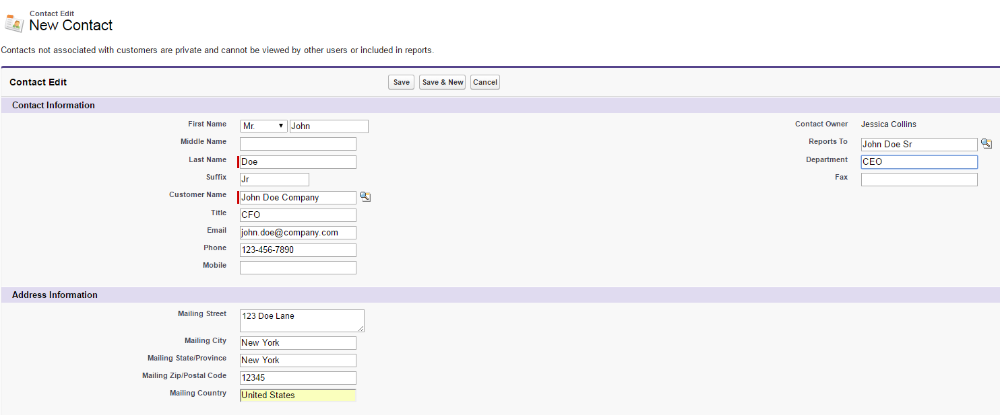 Contact Edit
New Contact
Contacts not associated with customers are private and cannot be viewed by other users or included in reports.
Contact Edit
Save
Save & New
Cancel
Contact Information
First Name Mr. John
Middle Name
Last Name Doe
Suffix Jr
Customer Name John Doe Company
Title CFO
Email john.doe@company.com
Phone 123-456-7890
Mobile
Contact Owner Jessica Collins
Reports To John Doe Sr
Department CEO
Fax
Address Information
Mailing Street 123 Doe Lane
Mailing City New York
Mailing State/Province New York
Mailing Zip/Postal Code 12345
Mailing Country United States